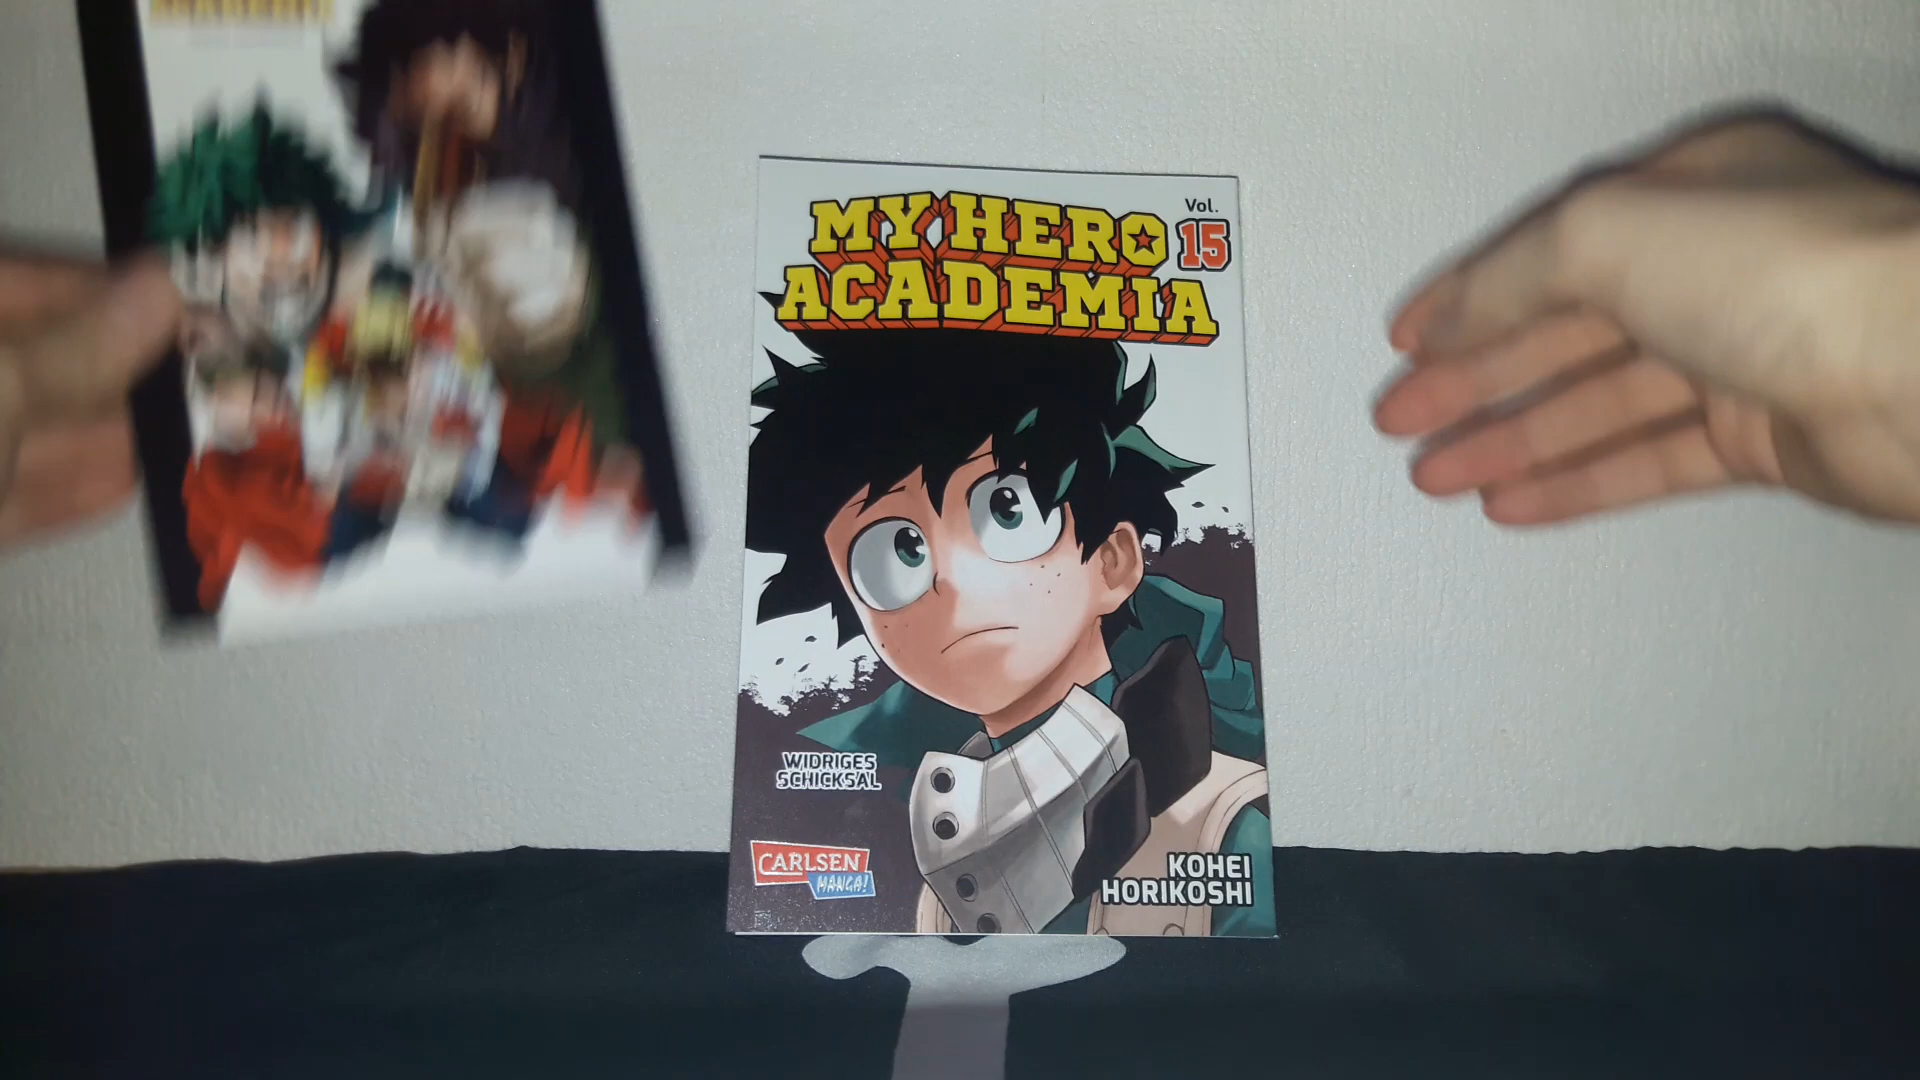 Vol.
MY HERO
15
ACADEMIA
WIDRIGES
SCHICKSAL
CARLSEN
MANGA!
KOHEI
HORIKOSHI